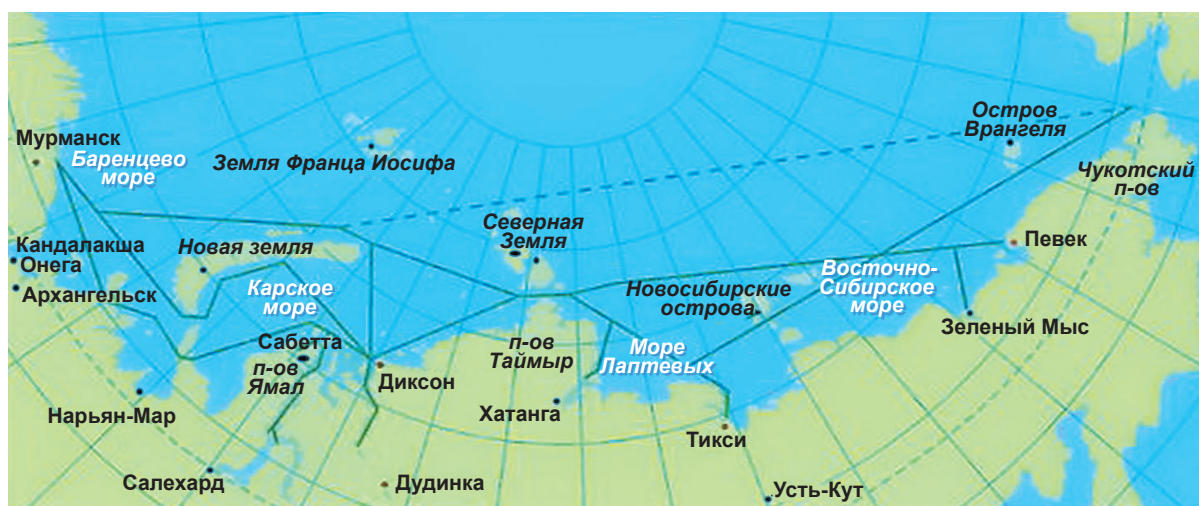 Мурманск
Баренцево
море
Земля Франца Иосифа
Остров
Врангеля
Чукотский
п-ов
Кандалакша
Онега
Архангельск
Новая земля
Карское
море
Северная
Земля
Певек
Новосибирские
острова
Восточно-
Сибирское
море
Зеленый Мыс
Сабетта
п-ов
Ямал
Диксон
п-ов
Таймыр
Море
Лаптевых
Нарьян-Мар
Хатанга
Тикси
Салехард
Дудинка
Усть-Кут